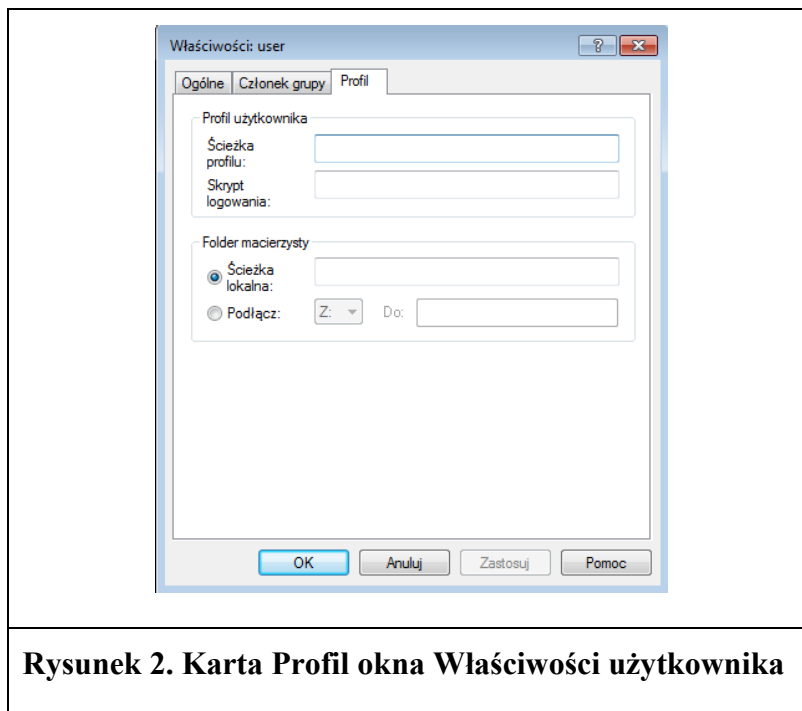 Właściwości: user
Ogólne Członek grupy Profil
Profil użytkownika
Ścieżka
profilu:
Skrypt
logowania:
Folder macierzysty
Ścieżka
lokalna:
Podłącz: Z: Do:
OK Anuluj Zastosuj Pomoc
Rysunek 2. Karta Profil okna Właściwości użytkownika